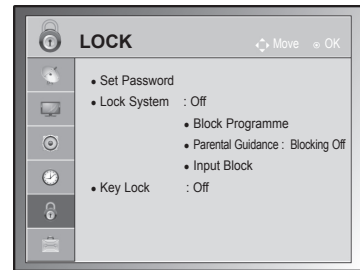 LOCK
Move OK
• Set Password
• Lock System : Off
• Block Programme
• Parental Guidance : Blocking Off
• Input Block
• Key Lock : Off